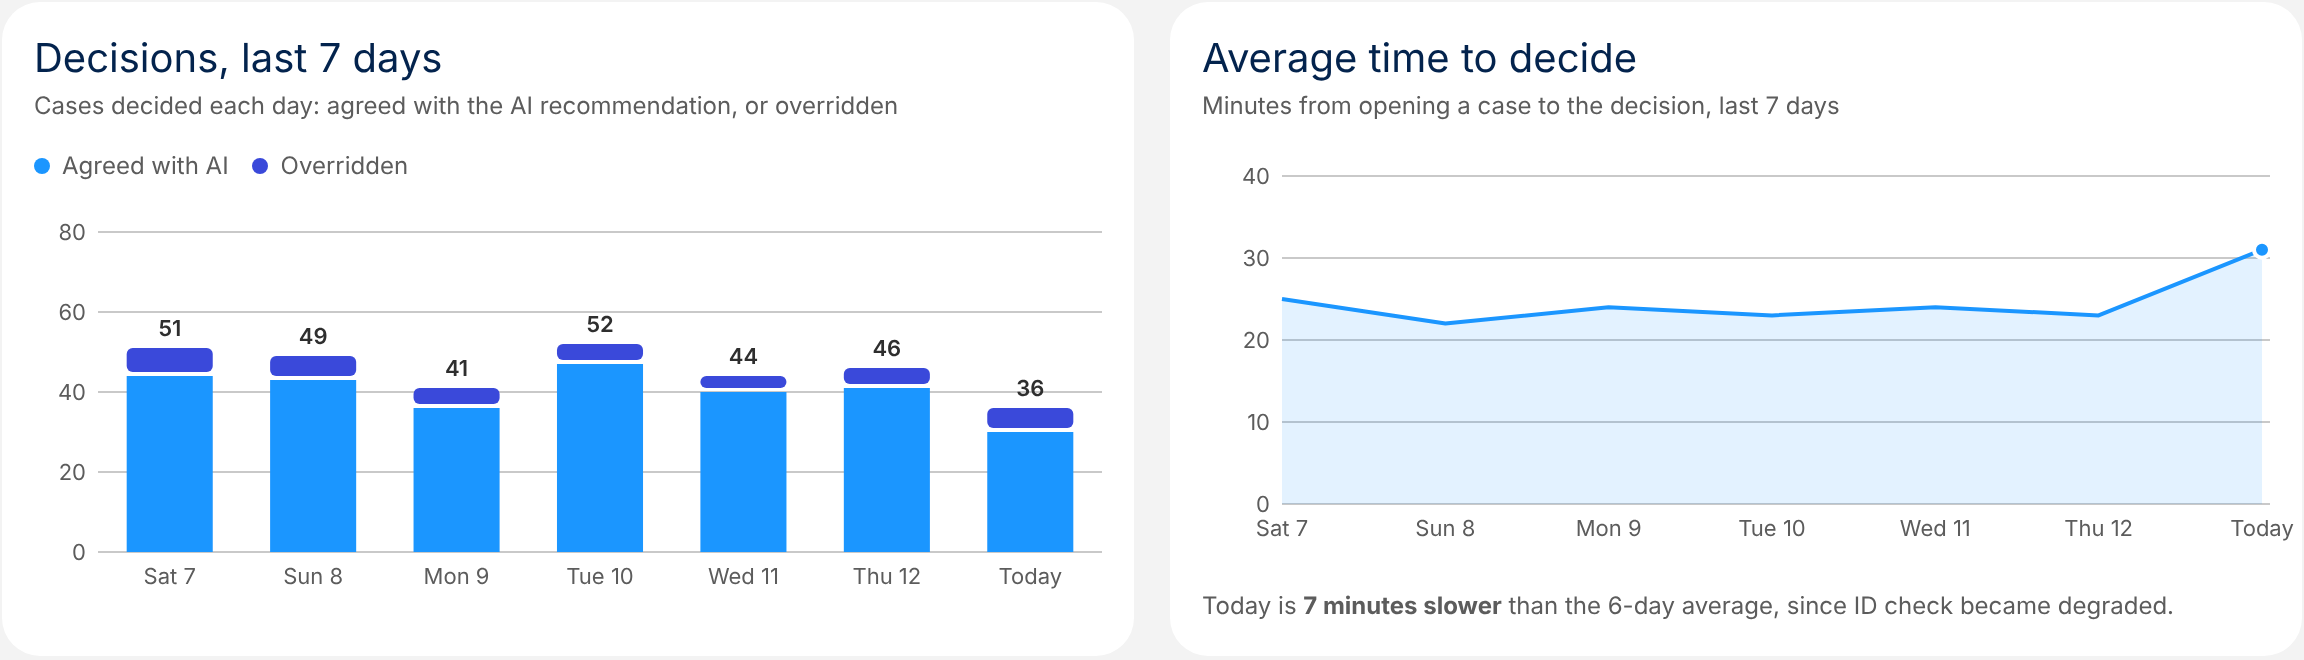 Decisions, last 7 days
Cases decided each day: agreed with the AI recommendation, or overridden
Agreed with AI
Overridden
80
60
40
20
0
51
49
41
52
44
46
36
Sat 7
Sun 8
Mon 9
Tue 10
Wed 11
Thu 12
Today
Average time to decide
Minutes from opening a case to the decision, last 7 days
40
30
20
10
0
Sat 7
Sun 8
Mon 9
Tue 10
Wed 11
Thu 12
Today
Today is 7 minutes slower than the 6-day average, since ID check became degraded.